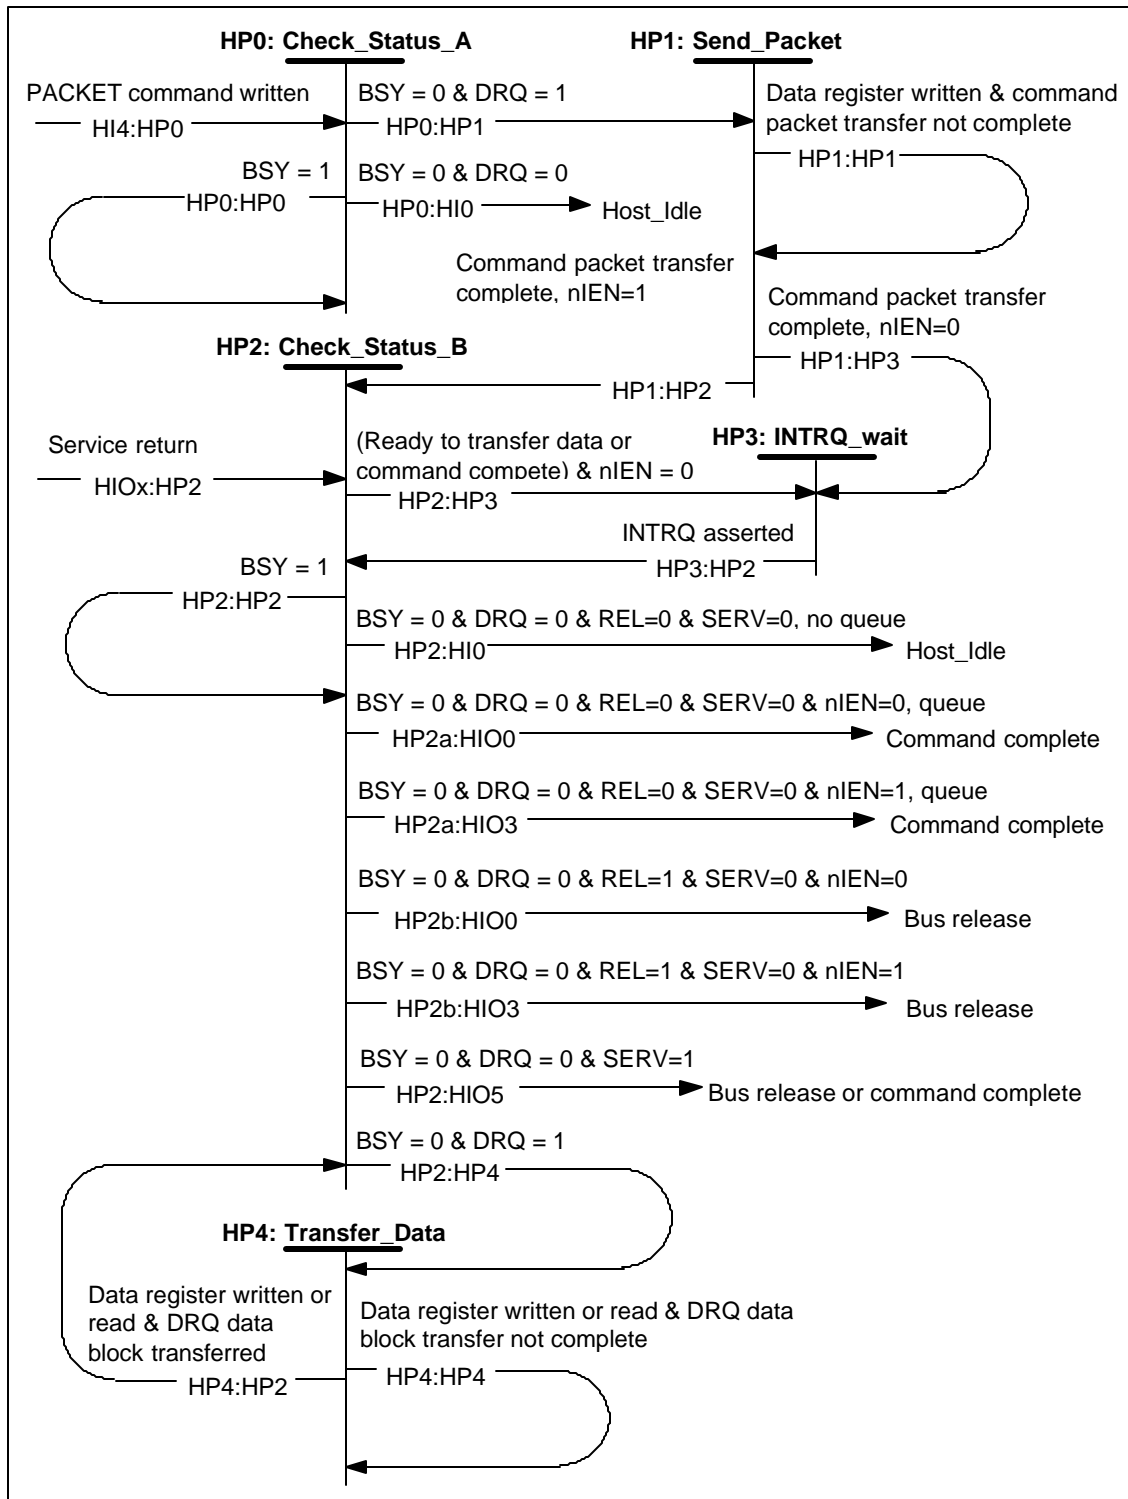 HP0: Check_Status_A
HP1: Send_Packet
PACKET command written
HI4:HP0
BSY = 0 & DRQ = 1
HP0:HP1
Data register written & command
packet transfer not complete
HP1:HP1
BSY = 1
HP0:HP0
BSY = 0 & DRQ = 0
HP0:HI0
Host_Idle
Command packet transfer
complete, nIEN=1
Command packet transfer
complete, nIEN=0
HP1:HP3
HP2: Check_Status_B
HP1:HP2
Service return
HIOx:HP2
(Ready to transfer data or
command compete) & nIEN = 0
HP2:HP3
HP3: INTRQ_wait
INTRQ asserted
HP3:HP2
BSY = 1
HP2:HP2
BSY = 0 & DRQ = 0 & REL=0 & SERV=0, no queue
HP2:HI0
Host_Idle
BSY = 0 & DRQ = 0 & REL=0 & SERV=0 & nIEN=0, queue
HP2a:HIO0
Command complete
BSY = 0 & DRQ = 0 & REL=0 & SERV=0 & nIEN=1, queue
HP2a:HIO3
Command complete
BSY = 0 & DRQ = 0 & REL=1 & SERV=0 & nIEN=0
HP2b:HIO0
Bus release
BSY = 0 & DRQ = 0 & REL=1 & SERV=0 & nIEN=1
HP2b:HIO3
Bus release
BSY = 0 & DRQ = 0 & SERV=1
HP2:HIO5
Bus release or command complete
BSY = 0 & DRQ = 1
HP2:HP4
HP4: Transfer_Data
Data register written or
read & DRQ data
block transferred
HP4:HP2
Data register written or read & DRQ data
block transfer not complete
HP4:HP4